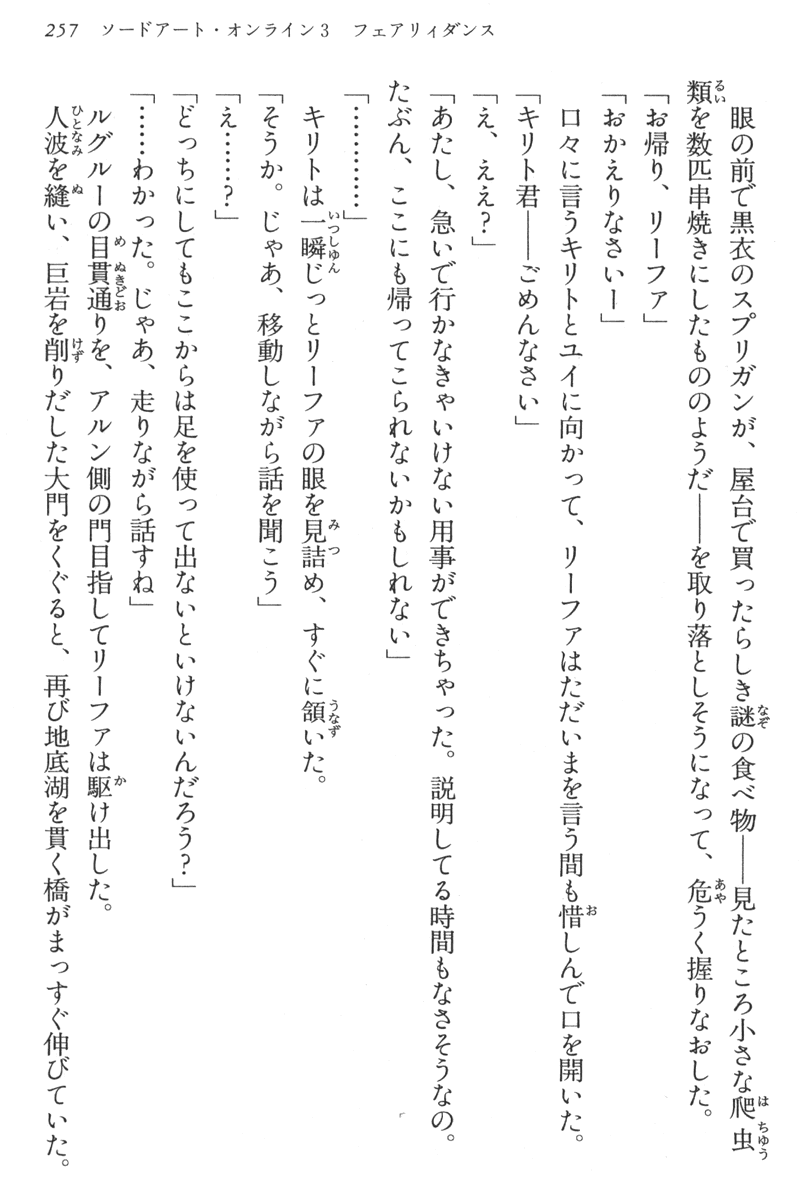 257　ソードアート・オンライン3　フェアリィダンス
　眼の前で黒衣のスプリガンが、屋台で買ったらしき謎の食べ物――見たところ小さな爬虫
類を数匹串焼きにしたもののようだ――を取り落としそうになって、危うく握りなおした。
「お帰り、リーファ」
「おかえりなさいー」
　口々に言うキリトとユイに向かって、リーファはただいまを言う間も惜しんで口を開いた。
「キリト君――ごめんなさい」
「え、ええ？」
「あたし、急いで行かなきゃいけない用事ができちゃった。説明してる時間もなさそうなの。
たぶん、ここにも帰ってこられないかもしれない」
「…………」
　キリトは一瞬じっとリーファの眼を見詰め、すぐに頷いた。
「そうか。じゃあ、移動しながら話を聞こう」
「え……？」
「どっちにしてもここからは足を使って出ないといけないんだろう？」
「……わかった。じゃあ、走りながら話すね」
　ルグルーの目貫通りを、アルン側の門目指してリーファは駆け出した。
　人波を縫い、巨岩を削りだした大門をくぐると、再び地底湖を貫く橋がまっすぐ伸びていた。